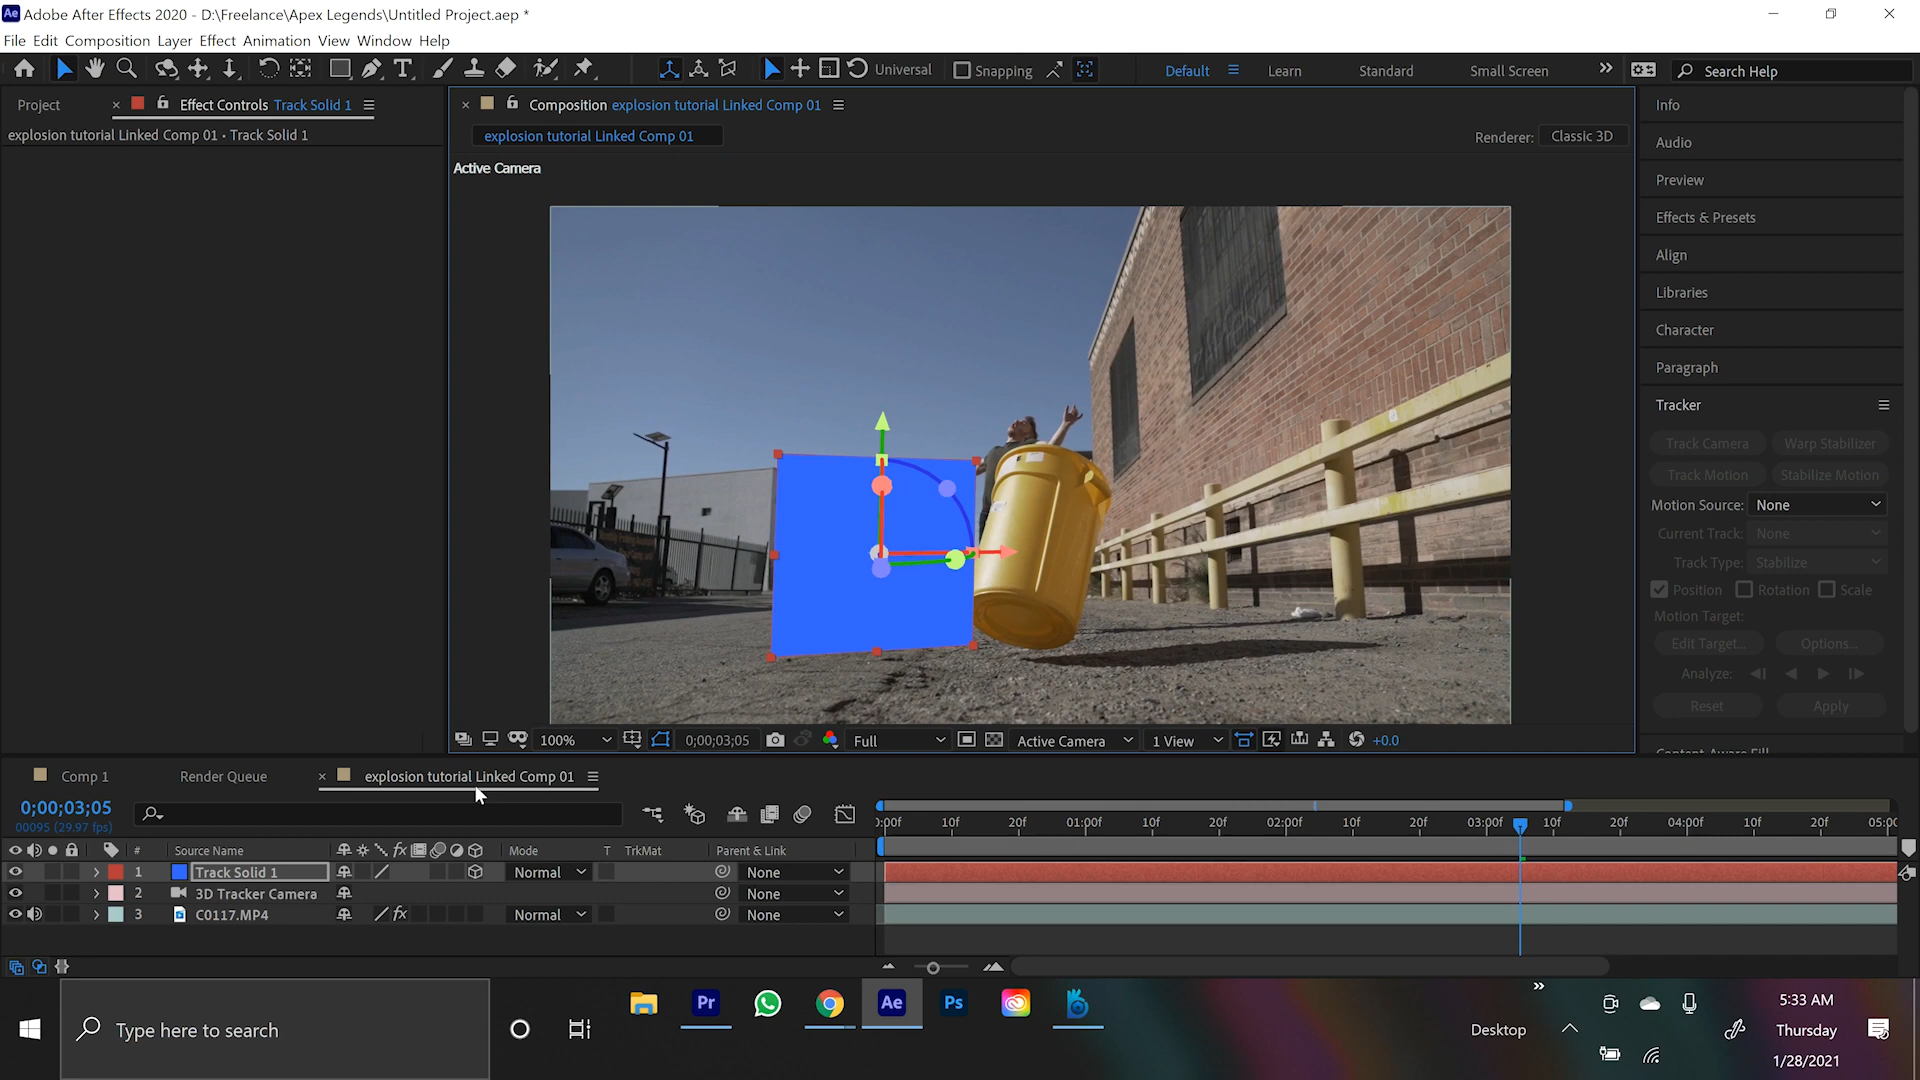 Ae Adobe After Effects 2020 - D:\Freelance\Apex Legends\Untitled Project.aep *
File Edit Composition Layer Effect Animation View Window Help
Universal Snapping Default Learn Standard Small Screen Search Help
Project Effect Controls Track Solid 1 Composition explosion tutorial Linked Comp 01 Info
explosion tutorial Linked Comp 01 • Track Solid 1 explosion tutorial Linked Comp 01 Renderer: Classic 3D
Active Camera
Audio
Preview
Effects & Presets
Align
Libraries
Character
Paragraph
Tracker
Track Camera Warp Stabilizer
Track Motion Stabilize Motion
Motion Source: None
Current Track: None
Track Type: Stabilize
Position Rotation Scale
Motion Target:
Edit Target... Options...
Analyze:
Reset Apply
100% 0;00;03;05 Full Active Camera 1 View +0.0
Comp 1 Render Queue explosion tutorial Linked Comp 01
0;00;03;05
00095 (29.97 fps)
0:00f 10f 20f 01:00f 10f 20f 02:00f 10f 20f 03:00f 10f 20f 04:00f 10f 20f 05:00
# Source Name fx Mode T TrkMat Parent & Link
1 Track Solid 1 Normal None
2 3D Tracker Camera None
3 C0117.MP4 fx Normal None
Type here to search Pr Ae Ps Desktop
5:33 AM
Thursday
1/28/2021